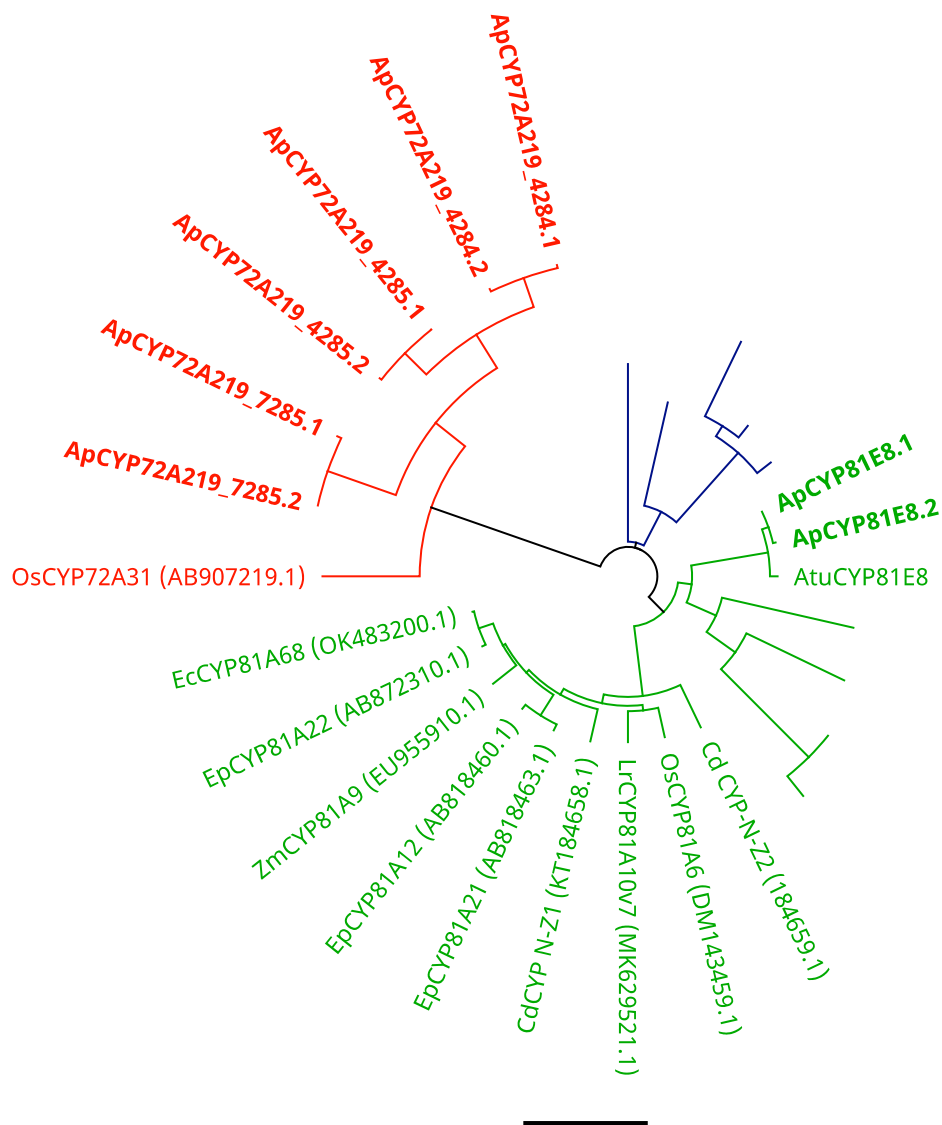 ApCYP72A219_4284.1
ApCYP72A219_4284.2
ApCYP72A219_4285.1
ApCYP72A219_4285.2
ApCYP72A219_7285.1
ApCYP72A219_7285.2
OsCYP72A31 (AB907219.1)
ApCYP81E8.1
ApCYP81E8.2
AtuCYP81E8
EcCYP81A68 (OK483200.1)
EpCYP81A22 (AB872310.1)
ZmCYP81A9 (EU955910.1)
EpCYP81A12 (AB818460.1)
EpCYP81A21 (AB818463.1)
CdCYP N-Z1 (KT184658.1)
LrCYP81A10v7 (MK629521.1)
OsCYP81A6 (DM143459.1)
Cd CYP-N-Z2 (184659.1)